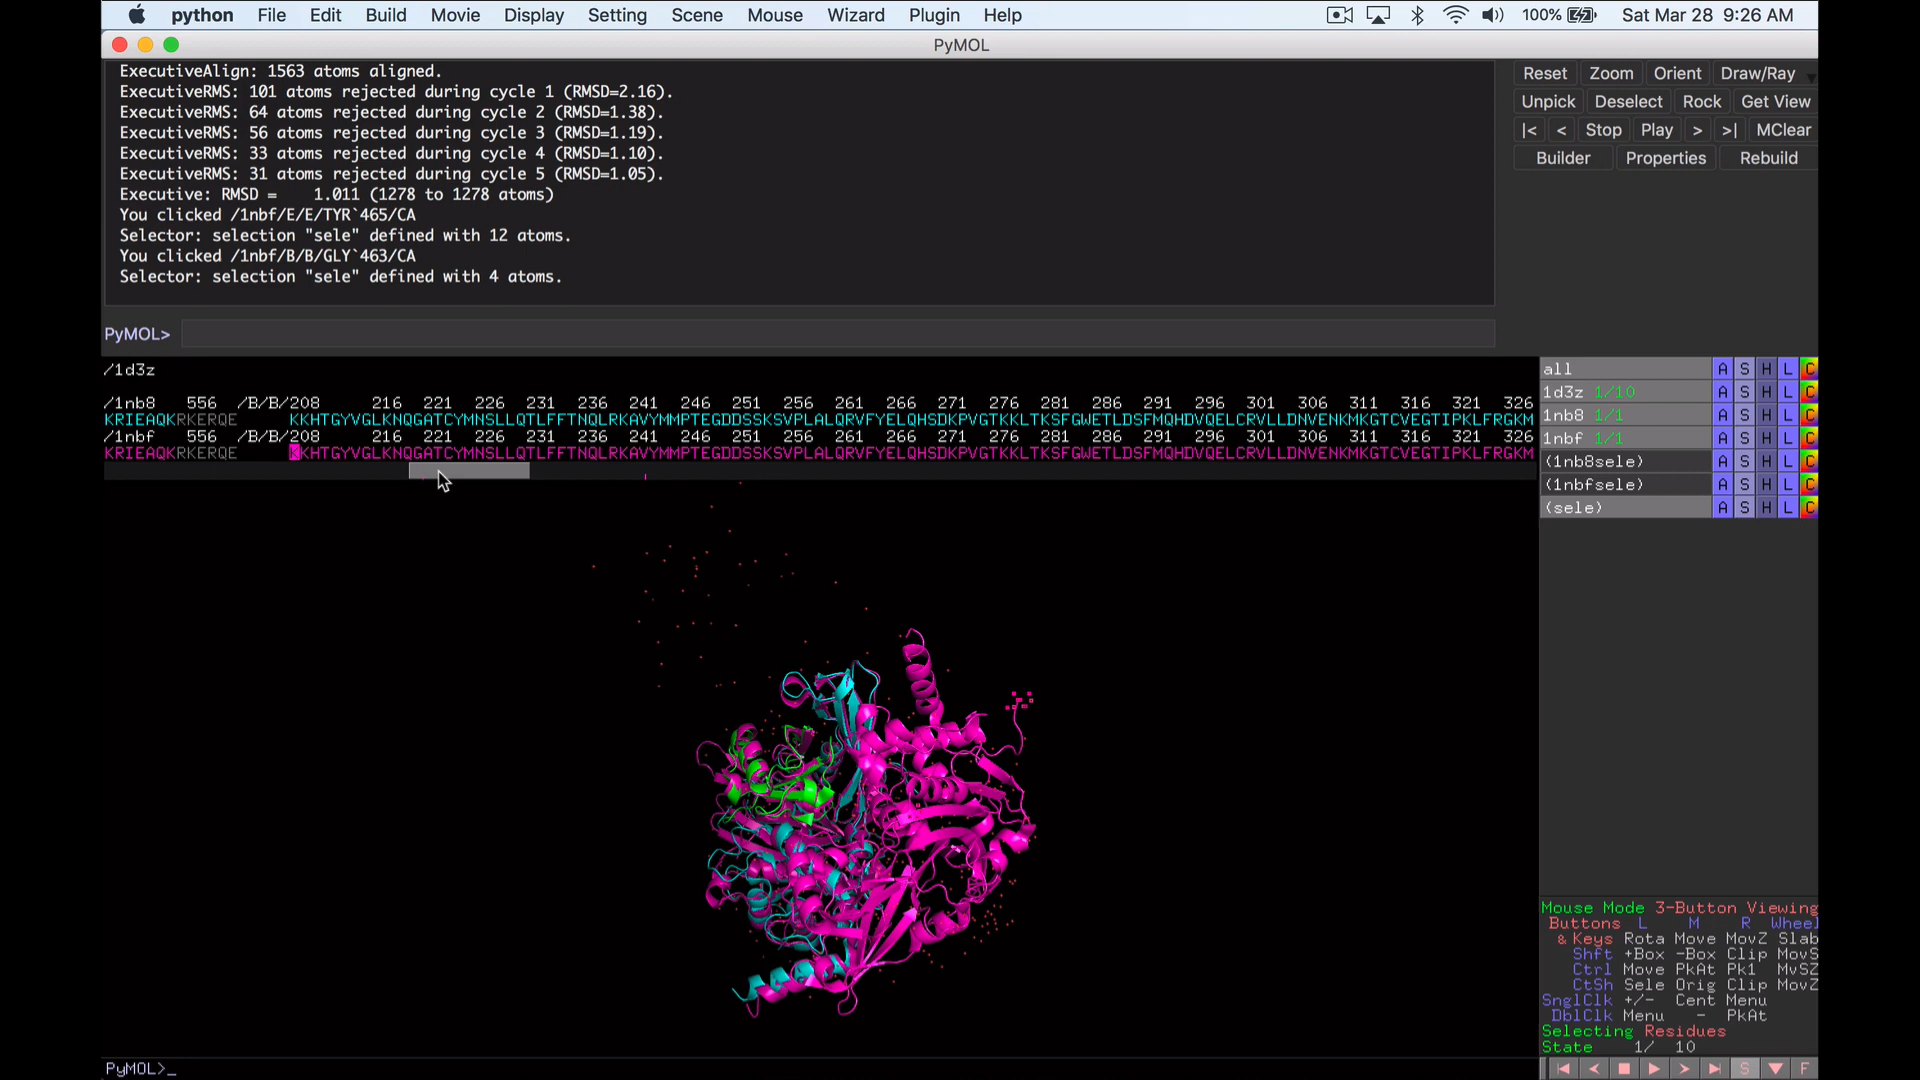 python File Edit Build Movie Display Setting Scene Mouse Wizard Plugin Help 100% Sat Mar 28 9:26 AM
PyMOL
ExecutiveAlign: 1563 atoms aligned.
ExecutiveRMS: 101 atoms rejected during cycle 1 (RMSD=2.16).
ExecutiveRMS: 64 atoms rejected during cycle 2 (RMSD=1.38).
ExecutiveRMS: 56 atoms rejected during cycle 3 (RMSD=1.19).
ExecutiveRMS: 33 atoms rejected during cycle 4 (RMSD=1.10).
ExecutiveRMS: 31 atoms rejected during cycle 5 (RMSD=1.05).
Executive: RMSD = 1.011 (1278 to 1278 atoms)
You clicked /1nbf/E/E/TYR`465/CA
Selector: selection "sele" defined with 12 atoms.
You clicked /1nbf/B/B/GLY`463/CA
Selector: selection "sele" defined with 4 atoms.
PyMOL>
Reset Zoom Orient Draw/Ray
Unpick Deselect Rock Get View
|< < Stop Play > >| MClear
Builder Properties Rebuild
/1d3z
/1nb8 556 /B/B/208 216 221 226 231 236 241 246 251 256 261 266 271 276 281 286 291 296 301 306 311 316 321 326
KRIEAQKRKERQE KKHTGYVGLKNQGATCYMNSLLQTLFFTNQLRKAVYMMPTEGDDSSKSVPLALQRVFYELQHSDKPVGTKKLTKSFGWETLDSFMQHDVQELCRVLLDNVENKMKGTCVEGTIPKLFRGKM
/1nbf 556 /B/B/208 216 221 226 231 236 241 246 251 256 261 266 271 276 281 286 291 296 301 306 311 316 321 326
KRIEAQKRKERQE KKHTGYVGLKNQGATCYMNSLLQTLFFTNQLRKAVYMMPTEGDDSSKSVPLALQRVFYELQHSDKPVGTKKLTKSFGWETLDSFMQHDVQELCRVLLDNVENKMKGTCVEGTIPKLFRGKM
all A S H L C
1d3z 1/10 A S H L C
1nb8 1/1 A S H L C
1nbf 1/1 A S H L C
(1nb8sele) A S H L C
(1nbfsele) A S H L C
(sele) A S H L C
Mouse Mode 3-Button Viewing
Buttons L M R Wheel
& Keys Rota Move MovZ Slab
Shft +Box -Box Clip MovS
Ctrl Move PkAt Pk1 MvSZ
CtSh Sele Orig Clip MovZ
SnglClk +/- Cent Menu
DblClk Menu - PkAt
Selecting Residues
State 1/ 10
PyMOL>_
S F